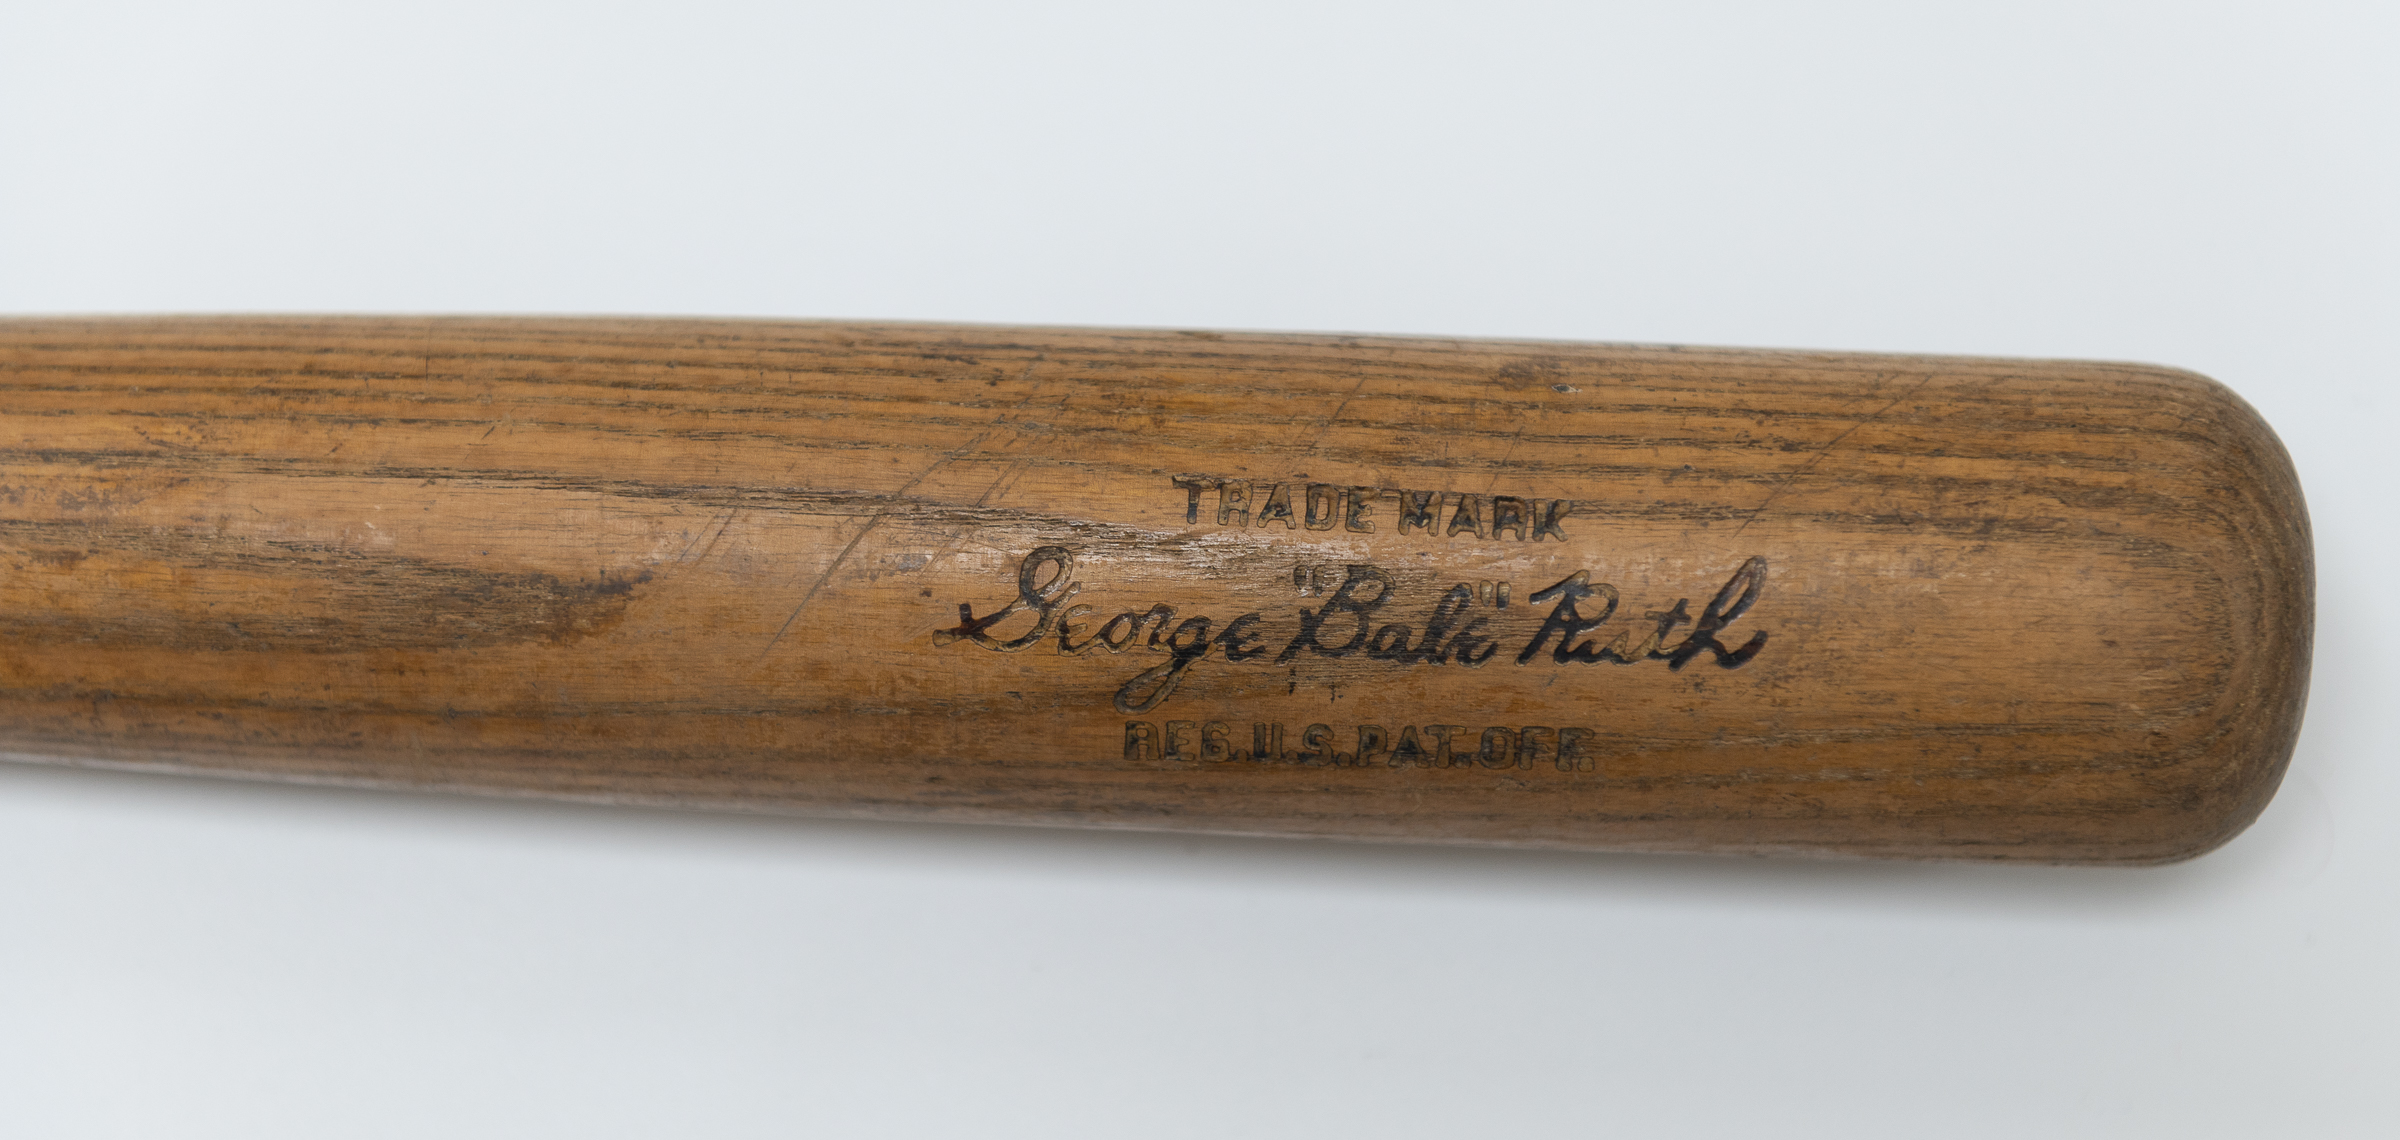 TRADE MARK
George "Babe" Ruth
REG. U.S. PAT. OFF.